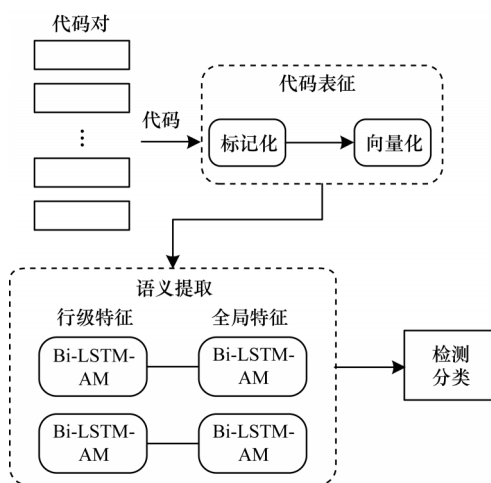 代码对
代码表征
代码
标记化
向量化
⋮
语义提取
行级特征
全局特征
Bi-LSTM-
AM
Bi-LSTM-
AM
Bi-LSTM-
AM
Bi-LSTM-
AM
检测
分类